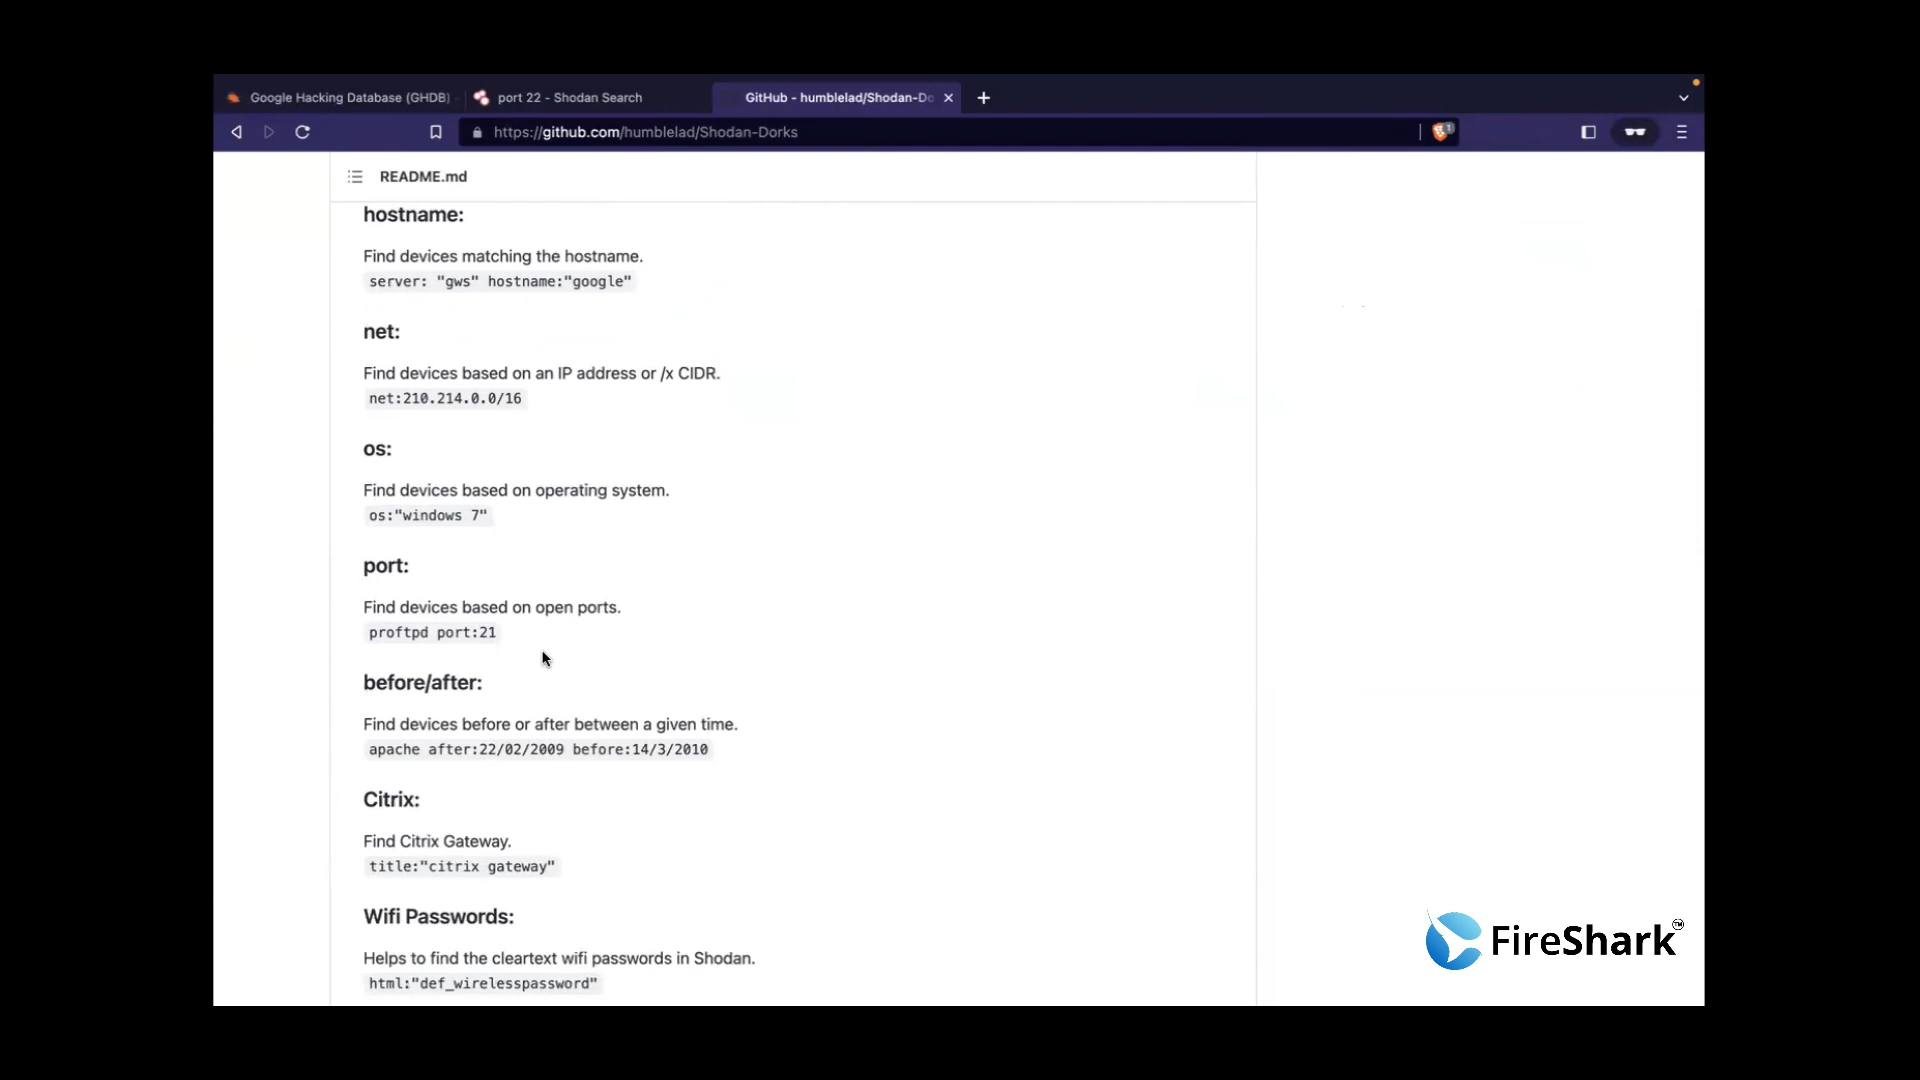 Google Hacking Database (GHDB)
port 22 - Shodan Search
GitHub - humblelad/Shodan-Do
https://github.com/humblelad/Shodan-Dorks
1
README.md
hostname:
Find devices matching the hostname.
server: "gws" hostname:"google"
net:
Find devices based on an IP address or /x CIDR.
net:210.214.0.0/16
os:
Find devices based on operating system.
os:"windows 7"
port:
Find devices based on open ports.
proftpd port:21
before/after:
Find devices before or after between a given time.
apache after:22/02/2009 before:14/3/2010
Citrix:
Find Citrix Gateway.
title:"citrix gateway"
Wifi Passwords:
Helps to find the cleartext wifi passwords in Shodan.
html:"def_wirelesspassword"
FireShark™